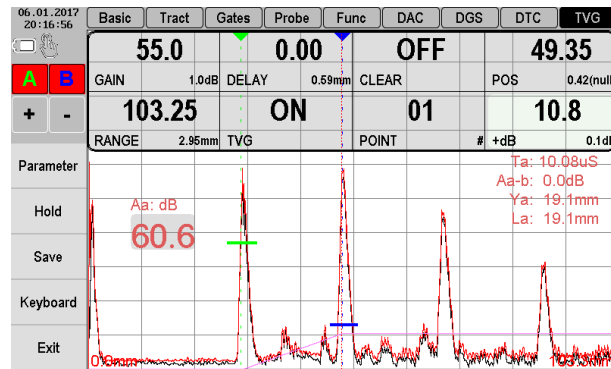 06.01.2017
20:16:56
Basic Tract Gates Probe Func DAC DGS DTC TVG
55.0 0.00 OFF 49.35
GAIN 1.0dB DELAY 0.59mm CLEAR POS 0.42(null
A B
103.25 ON 01 10.8
+ -
RANGE 2.95mm TVG POINT # +dB 0.1d
Parameter
Ta: 10.08uS
Aa-b: 0.0dB
Ya: 19.1mm
La: 19.1mm
Aa: dB
60.6
Hold
Save
Keyboard
Exit